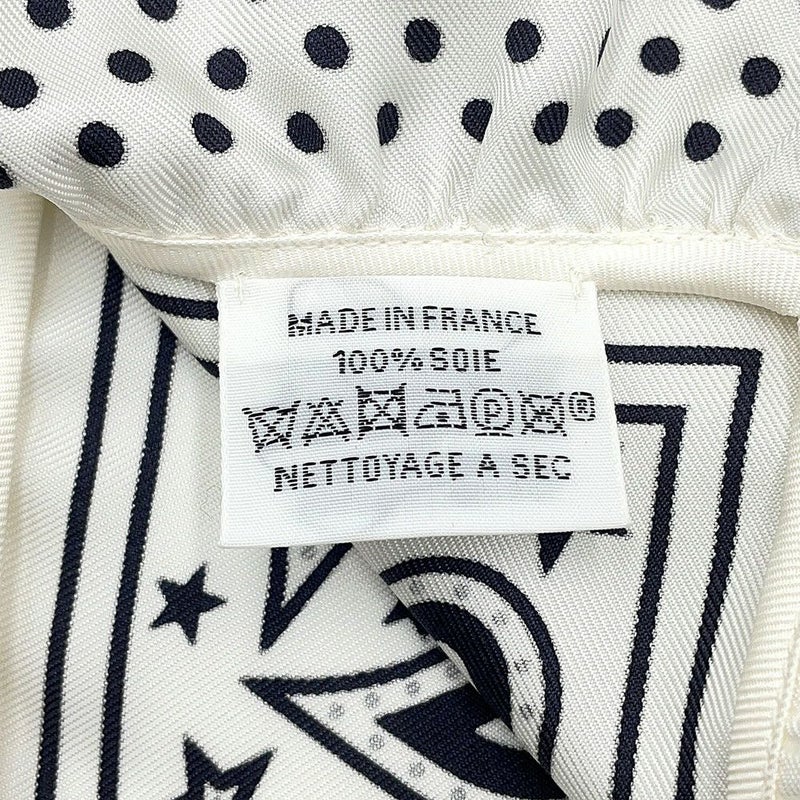 MADE IN FRANCE
100% SOIE
P ®
NETTOYAGE A SEC